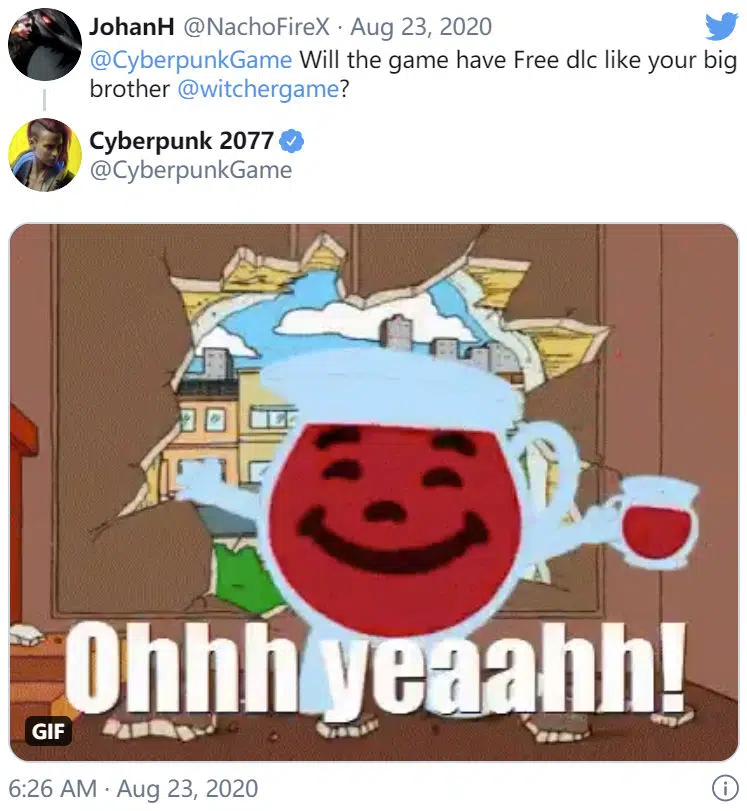 JohanH @NachoFireX · Aug 23, 2020
@CyberpunkGame Will the game have Free dlc like your big
brother @witchergame?
Cyberpunk 2077
@CyberpunkGame
Ohhh yeaahh!
GIF
6:26 AM · Aug 23, 2020